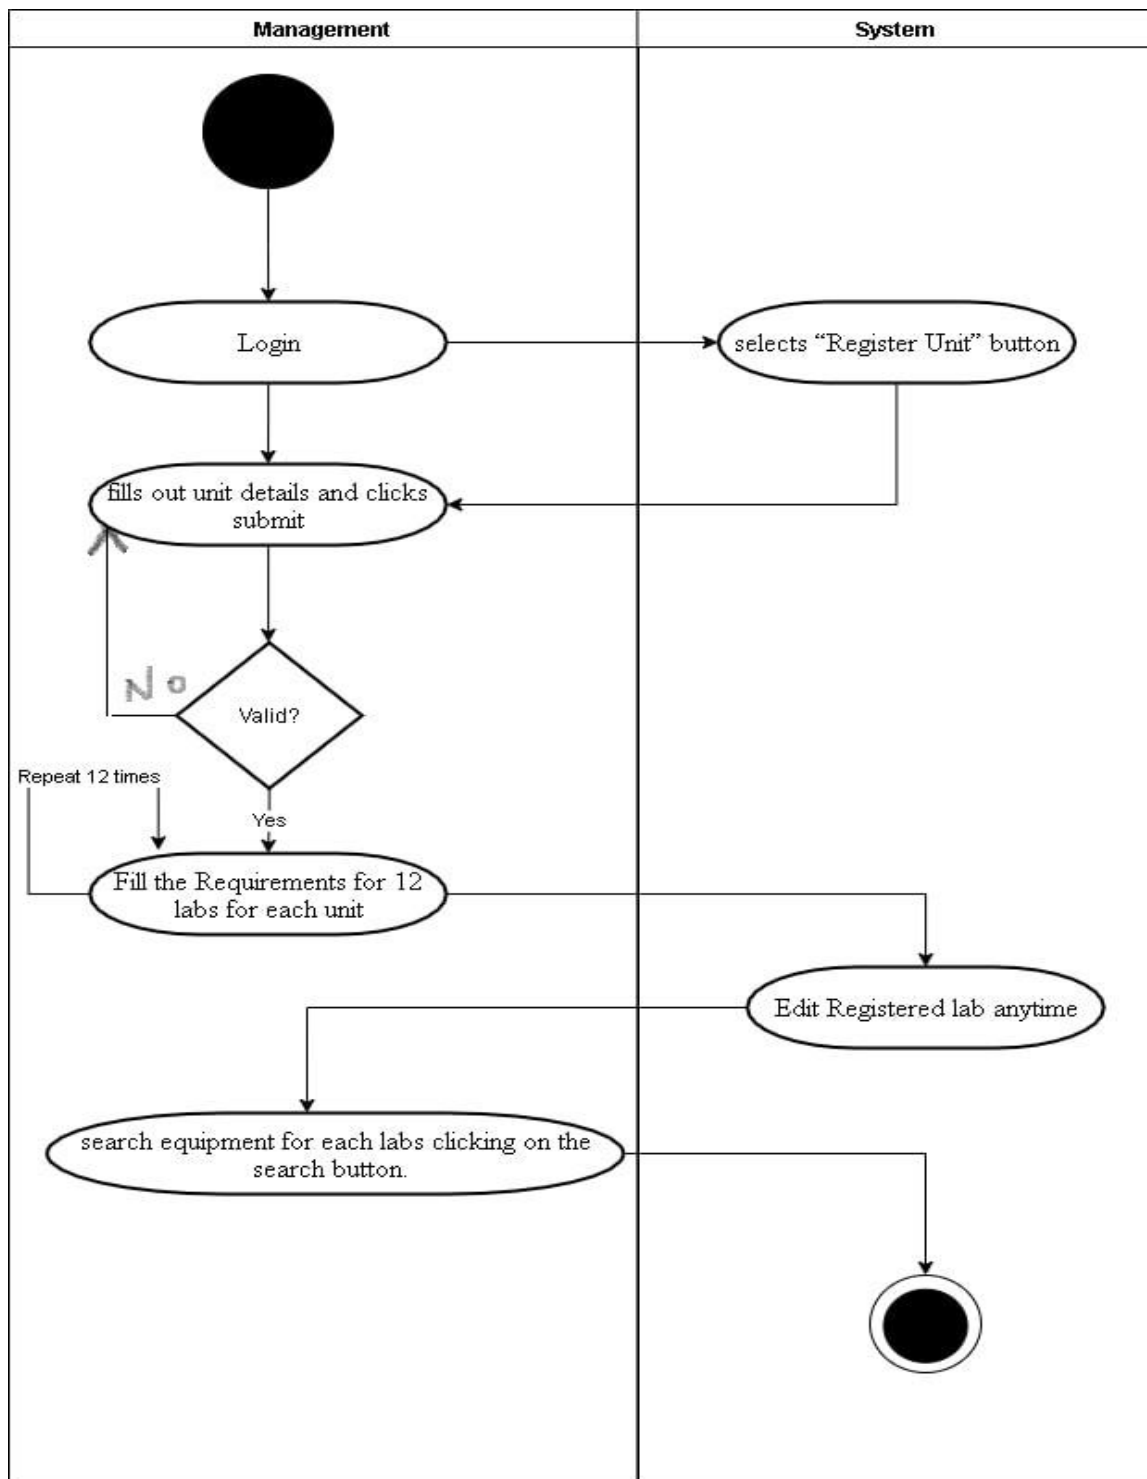 Management
System
Login
selects “Register Unit” button
fills out unit details and clicks
submit
No
Valid?
Repeat 12 times
Yes
Fill the Requirements for 12
labs for each unit
Edit Registered lab anytime
search equipment for each labs clicking on the
search button.